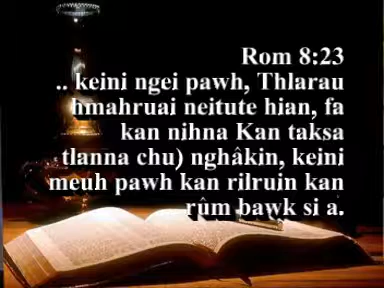 Rom 8:23
.. keini ngei pawh, Thlarau
hmahruai neitute hian, fa
kan nihna Kan taksa
tlanna chu) nghâkin, keini
meuh pawh kan rilruin kan
rûm bawk si a.